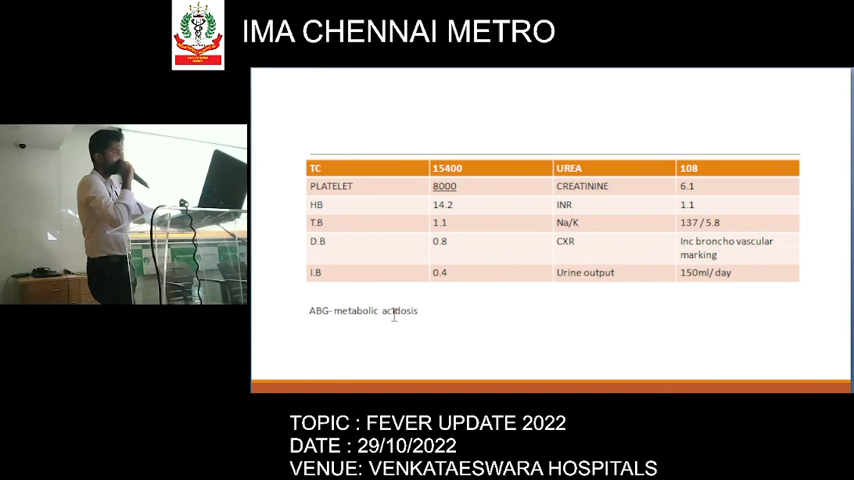 IMA CHENNAI METRO
TC 15400 UREA 108
PLATELET 8000 CREATININE 6.1
HB 14.2 INR 1.1
T.B 1.1 Na/K 137 / 5.8
D.B 0.8 CXR Inc broncho vascular
marking
I.B 0.4 Urine output 150ml/ day
ABG- metabolic acidosis
TOPIC : FEVER UPDATE 2022
DATE : 29/10/2022
VENUE: VENKATAESWARA HOSPITALS